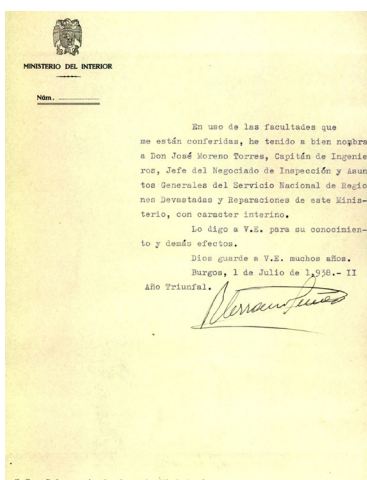 MINISTERIO DEL INTERIOR
Núm.
En uso de las facultades que
me están conferidas, he tenido a bien nombra
a Don José Moreno Torres, Capitán de Ingenie
ros, Jefe del Negociado de Inspección y Asun
tos Generales del Servicio Nacional de Regio
nes Devastadas y Reparaciones de este Minis-
terio, con caracter interino.
Lo digo a V.E. para su conocimien-
to y demás efectos.
Dios guarde a V.E. muchos años.
Burgos, 1 de Julio de 1,938.- II
Año Triunfal.